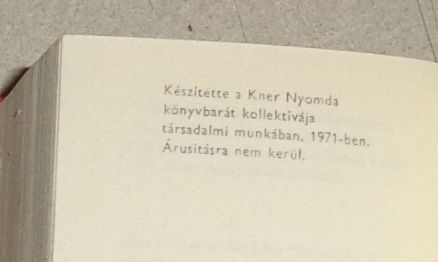 Készítette a Kner Nyomda
könyvbarát kollektívája
társadalmi munkában, 1971-ben.
Árusításra nem kerül.